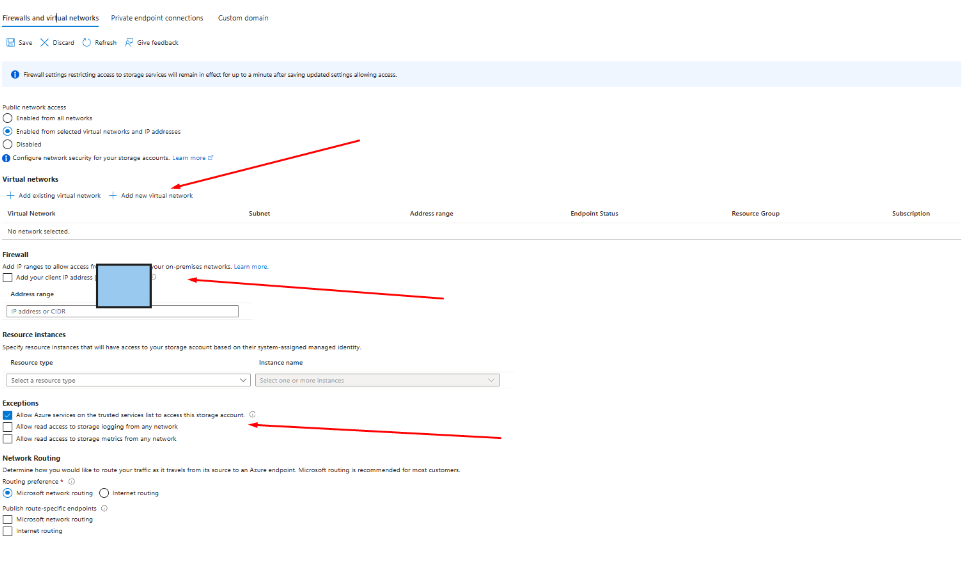 Firewalls and virtual networks Private endpoint connections Custom domain
Save Discard Refresh Give feedback
Firewall settings restricting access to storage services will remain in effect for up to a minute after saving updated settings allowing access.
Public network access
Enabled from all networks
Enabled from selected virtual networks and IP addresses
Disabled
Configure network security for your storage accounts. Learn more
Virtual networks
Add existing virtual network Add new virtual network
Virtual Network Subnet Address range Endpoint Status Resource Group Subscription
No network selected.
Firewall
Add IP ranges to allow access your on-premises networks. Learn more.
Add your client IP address
Address range
IP address or CIDR
Resource instances
Specify resource instances that will have access to your storage account based on their system-assigned managed identity.
Resource type Instance name
Select a resource type Select one or more instances
Exceptions
Allow Azure services on the trusted services list to access this storage account.
Allow read access to storage logging from any network
Allow read access to storage metrics from any network
Network Routing
Determine how you would like to route your traffic as it travels from its source to an Azure endpoint. Microsoft routing is recommended for most customers.
Routing preference *
Microsoft network routing Internet routing
Publish route-specific endpoints
Microsoft network routing
Internet routing